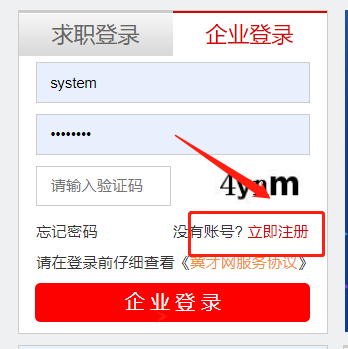 求职登录 企业登录
system
••••••••
请输入验证码 4ynm
忘记密码 没有账号? 立即注册
请在登录前仔细查看《冀才网服务协议》
企业登录